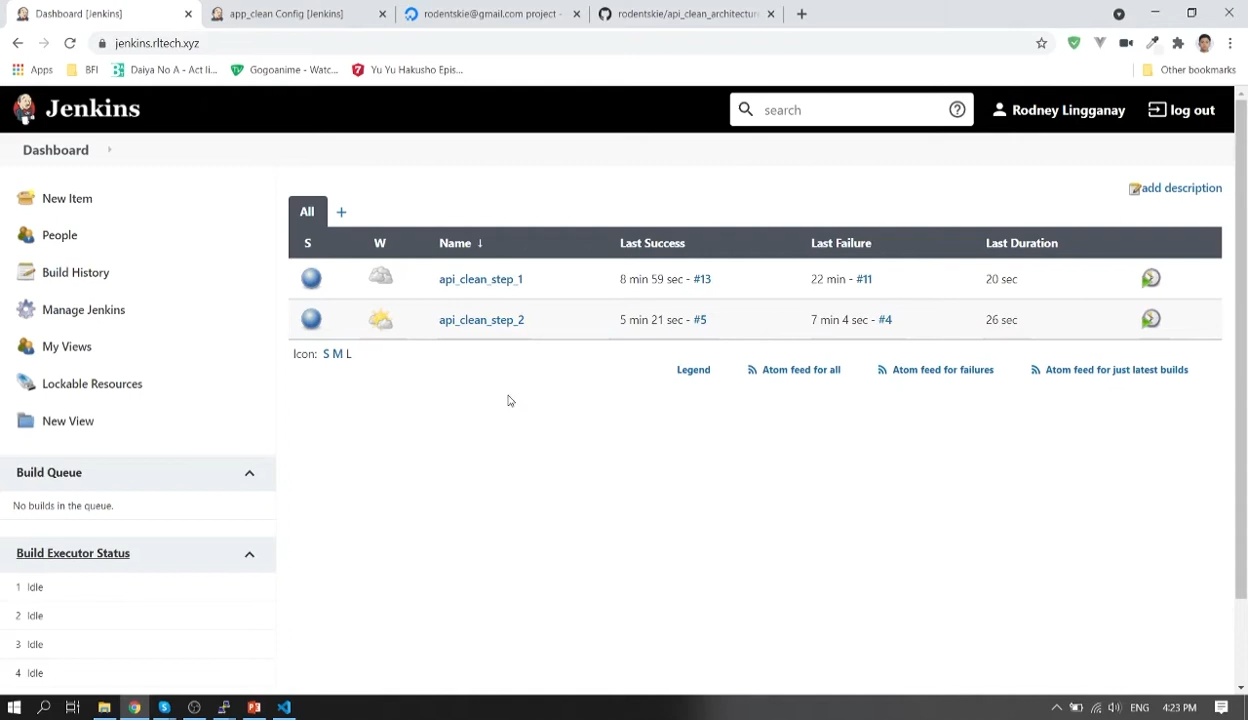 Dashboard [Jenkins]
app_clean Config [Jenkins]
rodentskie@gmail.com project -
rodentskie/api_clean_architecture
jenkins.rltech.xyz
Apps
BFI
Daiya No A - Act Ii...
Gogoanime - Watc...
Yu Yu Hakusho Epis...
Other bookmarks
Jenkins
search
Rodney Lingganay
log out
Dashboard
New Item
People
Build History
Manage Jenkins
My Views
Lockable Resources
New View
Build Queue
No builds in the queue.
Build Executor Status
1 Idle
2 Idle
3 Idle
4 Idle
add description
All +
S W Name ↓ Last Success Last Failure Last Duration
api_clean_step_1 8 min 59 sec - #13 22 min - #11 20 sec
api_clean_step_2 5 min 21 sec - #5 7 min 4 sec - #4 26 sec
Icon: S M L
Legend Atom feed for all Atom feed for failures Atom feed for just latest builds
ENG 4:23 PM